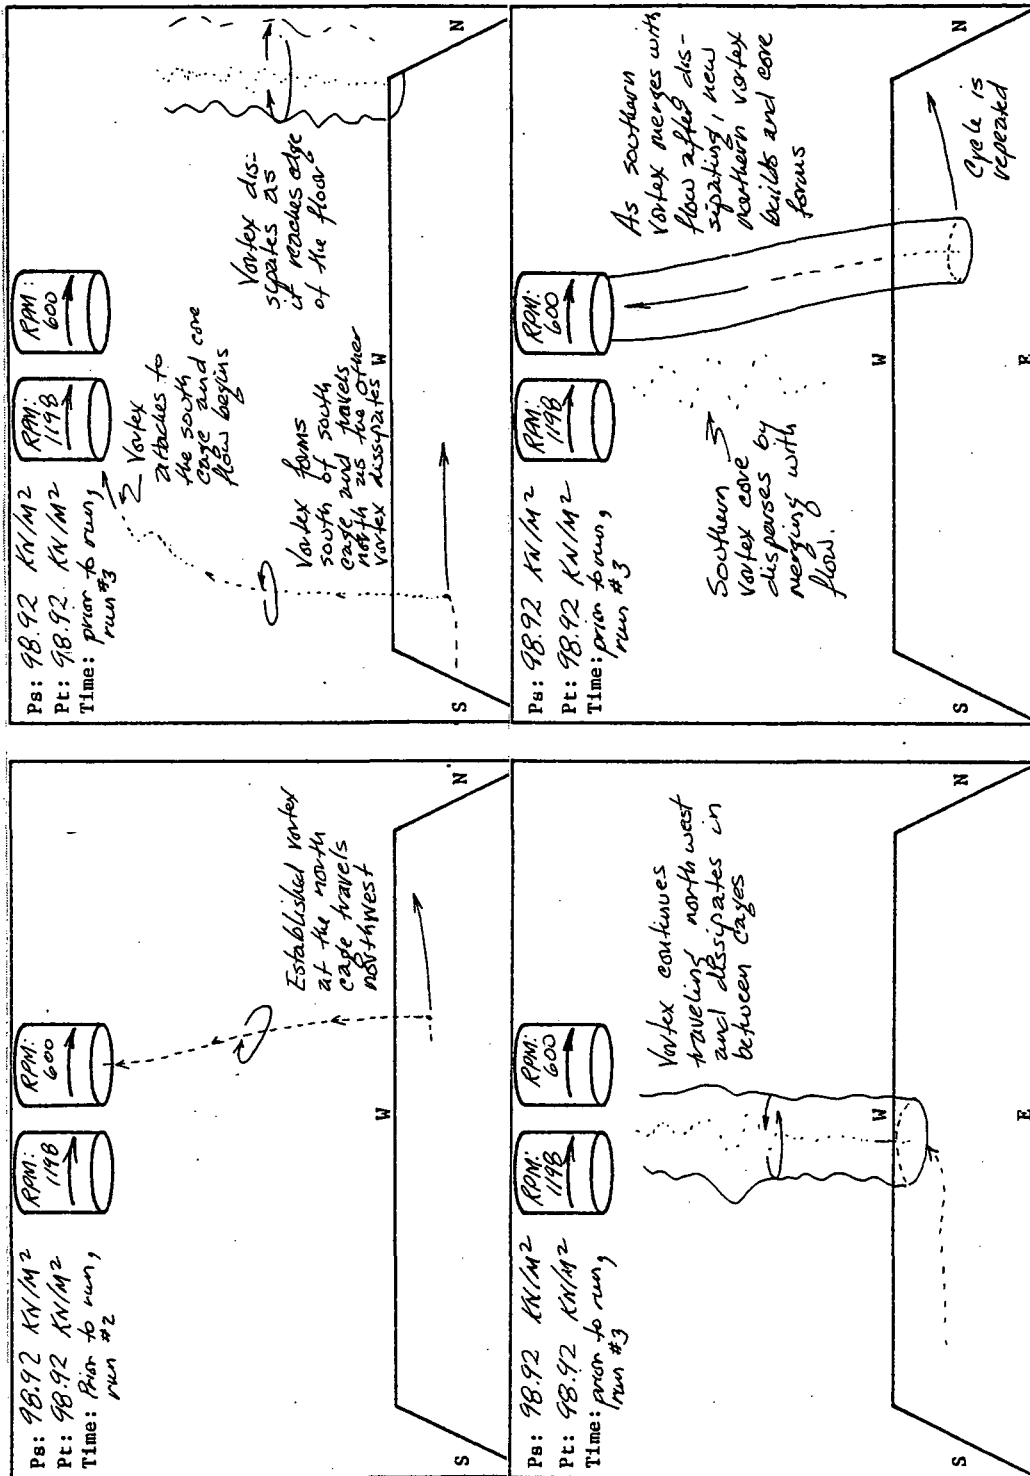 Ps: 98.92 KN/M²
Pt: 98.92 KN/M²
Time: Prior to run,
run #2
RPM:
1198
RPM:
600
Established vortex
at the north
cage travels
northwest
S
W
N
Ps: 98.92 KN/M²
Pt: 98.92 KN/M²
Time: prior to run,
run #3
RPM:
1198
RPM:
600
Vortex
attaches to
the south
cage and core
flow begins
Vortex dis-
sipates as
it reaches edge
of the floor
Vortex forms
south of south
cage and travels
north as the other
vortex dissipates
S
W
N
Ps: 98.92 KN/M²
Pt: 98.92 KN/M²
Time: prior to run,
run #3
RPM:
1198
RPM:
600
Vortex continues
traveling northwest
and dissipates in
between cages
S
W
N
E
Ps: 98.92 KN/M²
Pt: 98.92 KN/M²
Time: prior to run,
run #3
RPM:
1198
RPM:
600
Southern
vortex core
disperses by
merging with
flow.
As southern
vortex merges with
flow after dis-
sipating, new
northern vortex
builds and core
forms
Cycle is
repeated
S
W
N
E